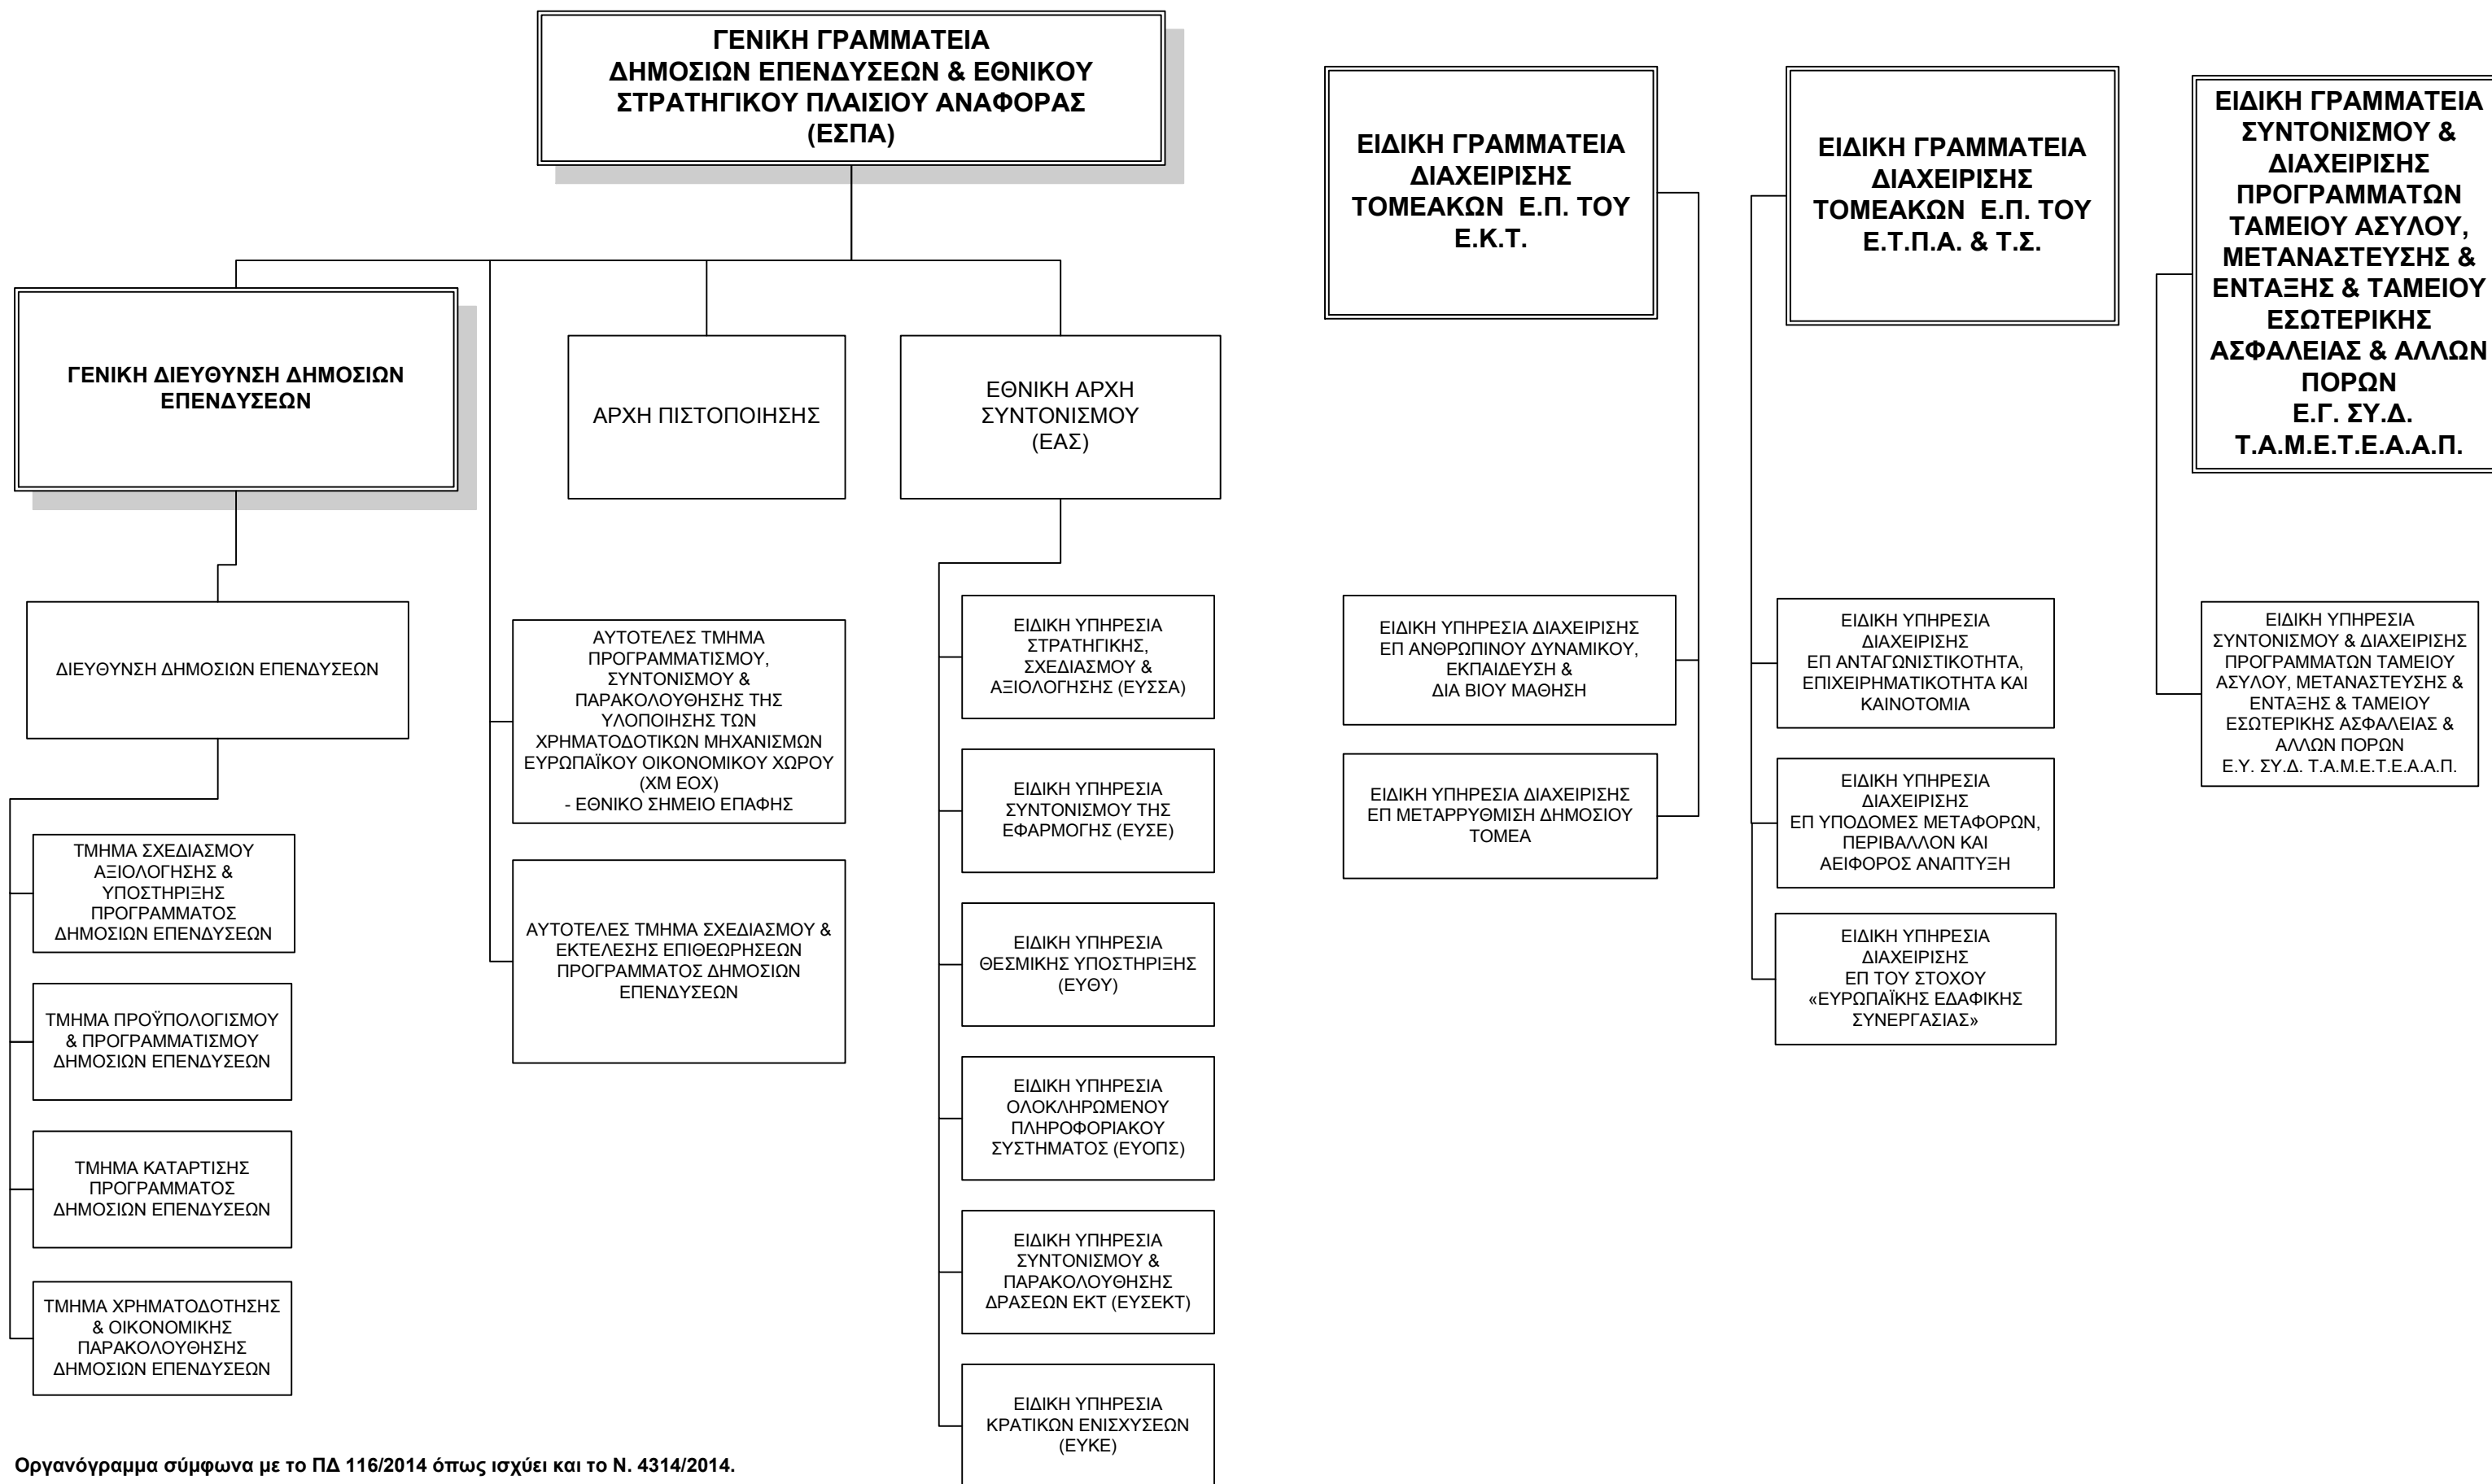 ΓΕΝΙΚΗ ΓΡΑΜΜΑΤΕΙΑ
ΔΗΜΟΣΙΩΝ ΕΠΕΝΔΥΣΕΩΝ & ΕΘΝΙΚΟΥ
ΣΤΡΑΤΗΓΙΚΟΥ ΠΛΑΙΣΙΟΥ ΑΝΑΦΟΡΑΣ
(ΕΣΠΑ)
ΕΙΔΙΚΗ ΓΡΑΜΜΑΤΕΙΑ
ΔΙΑΧΕΙΡΙΣΗΣ
ΤΟΜΕΑΚΩΝ Ε.Π. ΤΟΥ
Ε.Κ.Τ.
ΕΙΔΙΚΗ ΓΡΑΜΜΑΤΕΙΑ
ΔΙΑΧΕΙΡΙΣΗΣ
ΤΟΜΕΑΚΩΝ Ε.Π. ΤΟΥ
Ε.Τ.Π.Α. & Τ.Σ.
ΕΙΔΙΚΗ ΓΡΑΜΜΑΤΕΙΑ
ΣΥΝΤΟΝΙΣΜΟΥ &
ΔΙΑΧΕΙΡΙΣΗΣ
ΠΡΟΓΡΑΜΜΑΤΩΝ
ΤΑΜΕΙΟΥ ΑΣΥΛΟΥ,
ΜΕΤΑΝΑΣΤΕΥΣΗΣ &
ΕΝΤΑΞΗΣ & ΤΑΜΕΙΟΥ
ΕΣΩΤΕΡΙΚΗΣ
ΑΣΦΑΛΕΙΑΣ & ΑΛΛΩΝ
ΠΟΡΩΝ
Ε.Γ. ΣΥ.Δ.
Τ.Α.Μ.Ε.Τ.Ε.Α.Α.Π.
ΓΕΝΙΚΗ ΔΙΕΥΘΥΝΣΗ ΔΗΜΟΣΙΩΝ
ΕΠΕΝΔΥΣΕΩΝ
ΑΡΧΗ ΠΙΣΤΟΠΟΙΗΣΗΣ
ΕΘΝΙΚΗ ΑΡΧΗ
ΣΥΝΤΟΝΙΣΜΟΥ
(ΕΑΣ)
ΔΙΕΥΘΥΝΣΗ ΔΗΜΟΣΙΩΝ ΕΠΕΝΔΥΣΕΩΝ
ΤΜΗΜΑ ΣΧΕΔΙΑΣΜΟΥ
ΑΞΙΟΛΟΓΗΣΗΣ &
ΥΠΟΣΤΗΡΙΞΗΣ
ΠΡΟΓΡΑΜΜΑΤΟΣ
ΔΗΜΟΣΙΩΝ ΕΠΕΝΔΥΣΕΩΝ
ΤΜΗΜΑ ΠΡΟΫΠΟΛΟΓΙΣΜΟΥ
& ΠΡΟΓΡΑΜΜΑΤΙΣΜΟΥ
ΔΗΜΟΣΙΩΝ ΕΠΕΝΔΥΣΕΩΝ
ΤΜΗΜΑ ΚΑΤΑΡΤΙΣΗΣ
ΠΡΟΓΡΑΜΜΑΤΟΣ
ΔΗΜΟΣΙΩΝ ΕΠΕΝΔΥΣΕΩΝ
ΤΜΗΜΑ ΧΡΗΜΑΤΟΔΟΤΗΣΗΣ
& ΟΙΚΟΝΟΜΙΚΗΣ
ΠΑΡΑΚΟΛΟΥΘΗΣΗΣ
ΔΗΜΟΣΙΩΝ ΕΠΕΝΔΥΣΕΩΝ
ΑΥΤΟΤΕΛΕΣ ΤΜΗΜΑ
ΠΡΟΓΡΑΜΜΑΤΙΣΜΟΥ,
ΣΥΝΤΟΝΙΣΜΟΥ &
ΠΑΡΑΚΟΛΟΥΘΗΣΗΣ ΤΗΣ
ΥΛΟΠΟΙΗΣΗΣ ΤΩΝ
ΧΡΗΜΑΤΟΔΟΤΙΚΩΝ ΜΗΧΑΝΙΣΜΩΝ
ΕΥΡΩΠΑΪΚΟΥ ΟΙΚΟΝΟΜΙΚΟΥ ΧΩΡΟΥ
(ΧΜ ΕΟΧ)
- ΕΘΝΙΚΟ ΣΗΜΕΙΟ ΕΠΑΦΗΣ
ΑΥΤΟΤΕΛΕΣ ΤΜΗΜΑ ΣΧΕΔΙΑΣΜΟΥ &
ΕΚΤΕΛΕΣΗΣ ΕΠΙΘΕΩΡΗΣΕΩΝ
ΠΡΟΓΡΑΜΜΑΤΟΣ ΔΗΜΟΣΙΩΝ
ΕΠΕΝΔΥΣΕΩΝ
ΕΙΔΙΚΗ ΥΠΗΡΕΣΙΑ
ΣΤΡΑΤΗΓΙΚΗΣ,
ΣΧΕΔΙΑΣΜΟΥ &
ΑΞΙΟΛΟΓΗΣΗΣ (ΕΥΣΣΑ)
ΕΙΔΙΚΗ ΥΠΗΡΕΣΙΑ
ΣΥΝΤΟΝΙΣΜΟΥ ΤΗΣ
ΕΦΑΡΜΟΓΗΣ (ΕΥΣΕ)
ΕΙΔΙΚΗ ΥΠΗΡΕΣΙΑ
ΘΕΣΜΙΚΗΣ ΥΠΟΣΤΗΡΙΞΗΣ
(ΕΥΘΥ)
ΕΙΔΙΚΗ ΥΠΗΡΕΣΙΑ
ΟΛΟΚΛΗΡΩΜΕΝΟΥ
ΠΛΗΡΟΦΟΡΙΑΚΟΥ
ΣΥΣΤΗΜΑΤΟΣ (ΕΥΟΠΣ)
ΕΙΔΙΚΗ ΥΠΗΡΕΣΙΑ
ΣΥΝΤΟΝΙΣΜΟΥ &
ΠΑΡΑΚΟΛΟΥΘΗΣΗΣ
ΔΡΑΣΕΩΝ ΕΚΤ (ΕΥΣΕΚΤ)
ΕΙΔΙΚΗ ΥΠΗΡΕΣΙΑ
ΚΡΑΤΙΚΩΝ ΕΝΙΣΧΥΣΕΩΝ
(ΕΥΚΕ)
ΕΙΔΙΚΗ ΥΠΗΡΕΣΙΑ ΔΙΑΧΕΙΡΙΣΗΣ
ΕΠ ΑΝΘΡΩΠΙΝΟΥ ΔΥΝΑΜΙΚΟΥ,
ΕΚΠΑΙΔΕΥΣΗ &
ΔΙΑ ΒΙΟΥ ΜΑΘΗΣΗ
ΕΙΔΙΚΗ ΥΠΗΡΕΣΙΑ ΔΙΑΧΕΙΡΙΣΗΣ
ΕΠ ΜΕΤΑΡΡΥΘΜΙΣΗ ΔΗΜΟΣΙΟΥ
ΤΟΜΕΑ
ΕΙΔΙΚΗ ΥΠΗΡΕΣΙΑ
ΔΙΑΧΕΙΡΙΣΗΣ
ΕΠ ΑΝΤΑΓΩΝΙΣΤΙΚΟΤΗΤΑ,
ΕΠΙΧΕΙΡΗΜΑΤΙΚΟΤΗΤΑ ΚΑΙ
ΚΑΙΝΟΤΟΜΙΑ
ΕΙΔΙΚΗ ΥΠΗΡΕΣΙΑ
ΔΙΑΧΕΙΡΙΣΗΣ
ΕΠ ΥΠΟΔΟΜΕΣ ΜΕΤΑΦΟΡΩΝ,
ΠΕΡΙΒΑΛΛΟΝ ΚΑΙ
ΑΕΙΦΟΡΟΣ ΑΝΑΠΤΥΞΗ
ΕΙΔΙΚΗ ΥΠΗΡΕΣΙΑ
ΔΙΑΧΕΙΡΙΣΗΣ
ΕΠ ΤΟΥ ΣΤΟΧΟΥ
«ΕΥΡΩΠΑΪΚΗΣ ΕΔΑΦΙΚΗΣ
ΣΥΝΕΡΓΑΣΙΑΣ»
ΕΙΔΙΚΗ ΥΠΗΡΕΣΙΑ
ΣΥΝΤΟΝΙΣΜΟΥ & ΔΙΑΧΕΙΡΙΣΗΣ
ΠΡΟΓΡΑΜΜΑΤΩΝ ΤΑΜΕΙΟΥ
ΑΣΥΛΟΥ, ΜΕΤΑΝΑΣΤΕΥΣΗΣ &
ΕΝΤΑΞΗΣ & ΤΑΜΕΙΟΥ
ΕΣΩΤΕΡΙΚΗΣ ΑΣΦΑΛΕΙΑΣ &
ΑΛΛΩΝ ΠΟΡΩΝ
Ε.Υ. ΣΥ.Δ. Τ.Α.Μ.Ε.Τ.Ε.Α.Α.Π.
Οργανόγραμμα σύμφωνα με το ΠΔ 116/2014 όπως ισχύει και το Ν. 4314/2014.